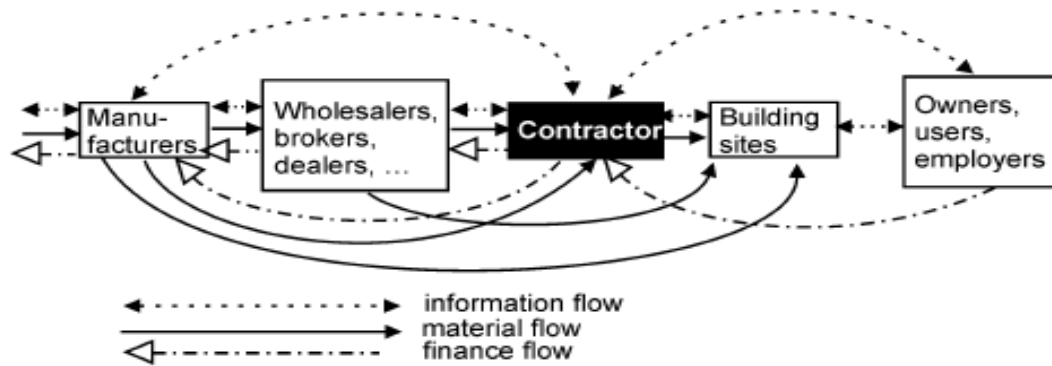 Manu-
facturers
Wholesalers,
brokers,
dealers, ...
Contractor
Building
sites
Owners,
users,
employers
information flow
material flow
finance flow